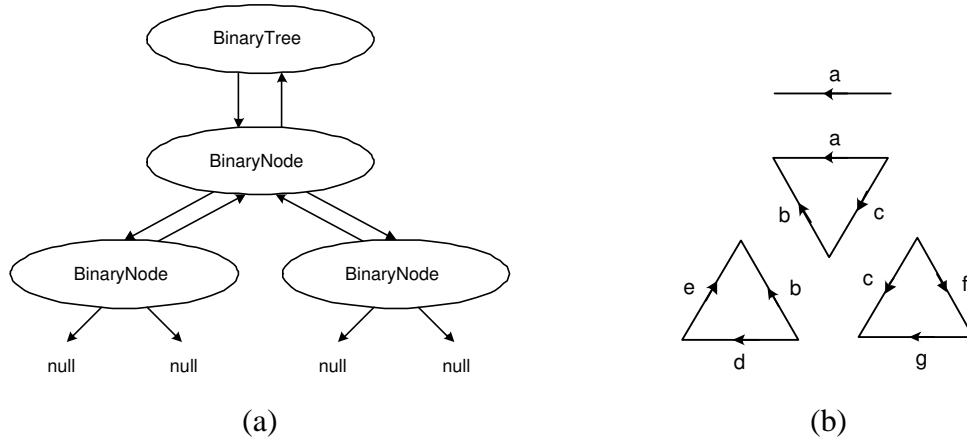 BinaryTree
BinaryNode
BinaryNode BinaryNode
null null null null
(a)
a
a
b c
e b c f
d g
(b)